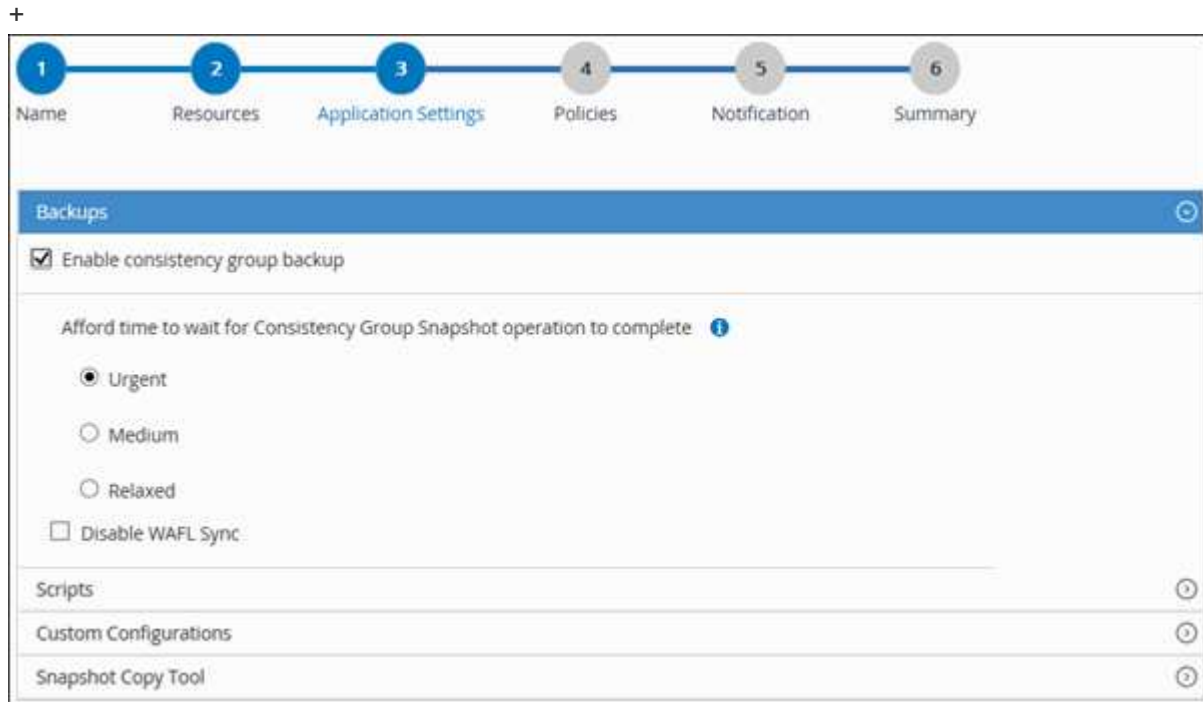 +
1 2 3 4 5 6
Name Resources Application Settings Policies Notification Summary
Backups
Enable consistency group backup
Afford time to wait for Consistency Group Snapshot operation to complete i
Urgent
Medium
Relaxed
Disable WAFL Sync
Scripts
Custom Configurations
Snapshot Copy Tool